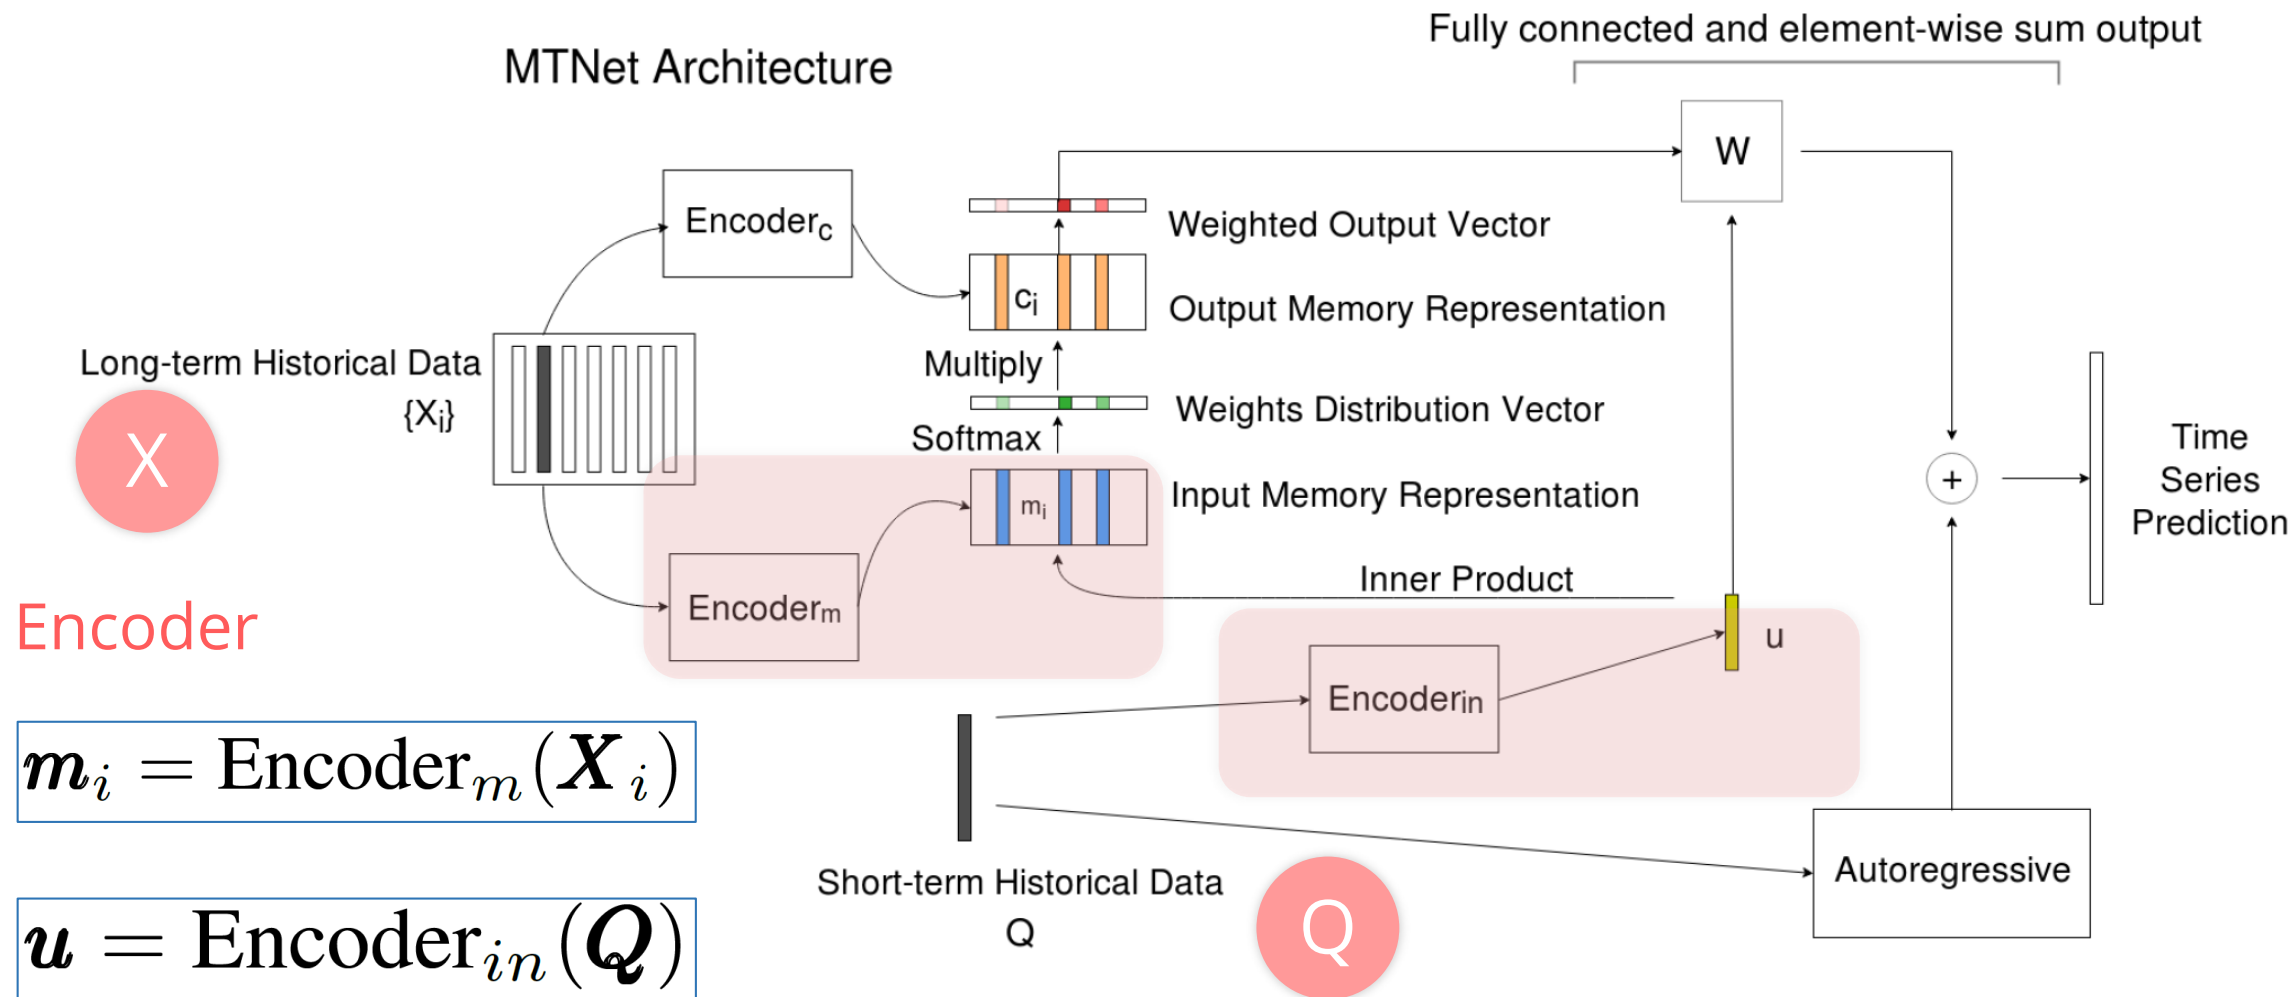 Fully connected and element-wise sum output
MTNet Architecture
W
Encoderc
Weighted Output Vector
ci
Output Memory Representation
Long-term Historical Data
{Xi}
Multiply
Weights Distribution Vector
Softmax
X
Time
Series
Prediction
+
mi
Input Memory Representation
Inner Product
Encoder
Encoderm
u
Encoderin
mi = Encoderm(Xi)
Autoregressive
Short-term Historical Data
Q
Q
u = Encoderin(Q)